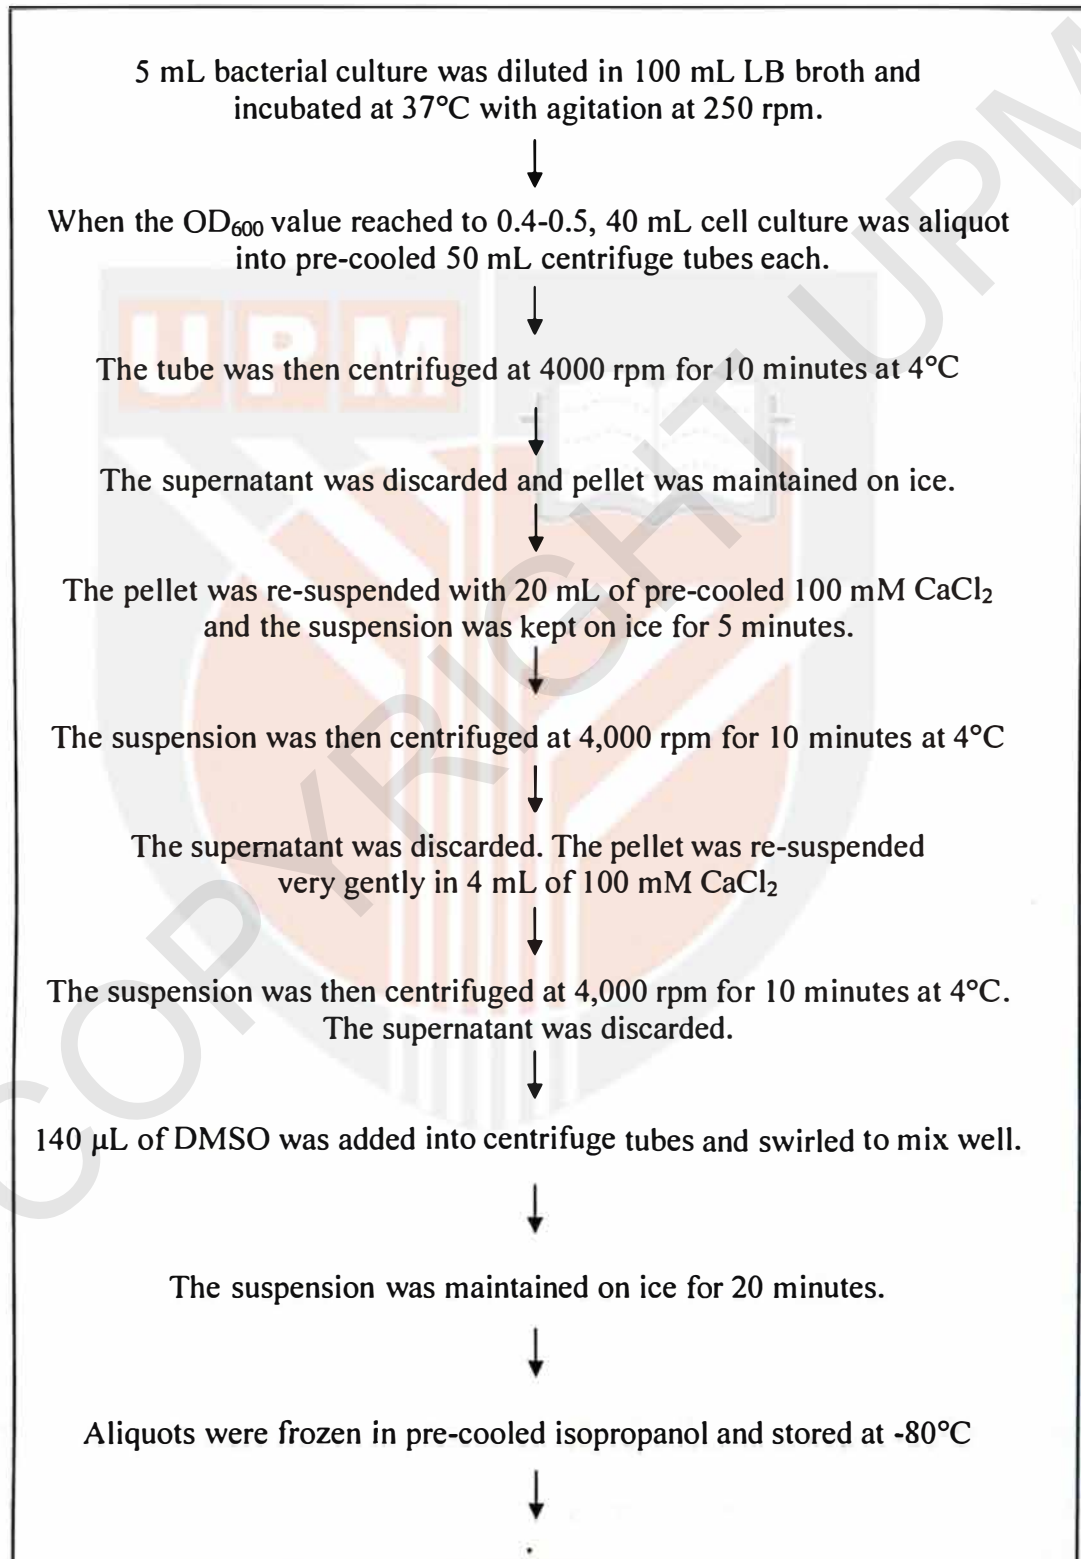 5 mL bacterial culture was diluted in 100 mL LB broth and
incubated at 37°C with agitation at 250 rpm.
When the OD₆₀₀ value reached to 0.4-0.5, 40 mL cell culture was aliquot
into pre-cooled 50 mL centrifuge tubes each.
UPM
The tube was then centrifuged at 4000 rpm for 10 minutes at 4°C
The supernatant was discarded and pellet was maintained on ice.
The pellet was re-suspended with 20 mL of pre-cooled 100 mM CaCl₂
and the suspension was kept on ice for 5 minutes.
The suspension was then centrifuged at 4,000 rpm for 10 minutes at 4°C
The supernatant was discarded. The pellet was re-suspended
very gently in 4 mL of 100 mM CaCl₂
The suspension was then centrifuged at 4,000 rpm for 10 minutes at 4°C.
The supernatant was discarded.
140 µL of DMSO was added into centrifuge tubes and swirled to mix well.
The suspension was maintained on ice for 20 minutes.
Aliquots were frozen in pre-cooled isopropanol and stored at -80°C
.
COPYRIGHT UPM